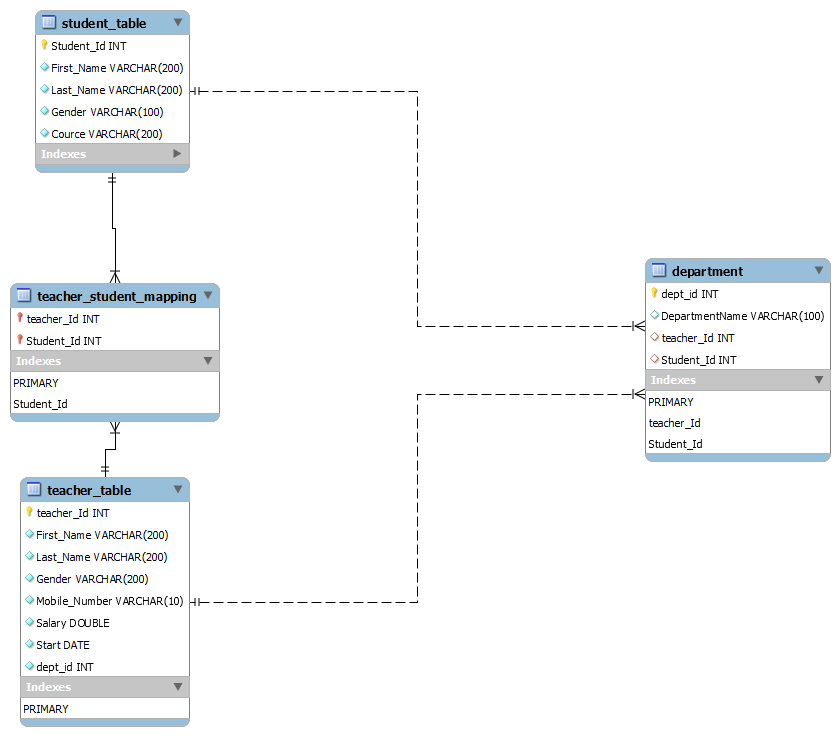 student_table
Student_Id INT
First_Name VARCHAR(200)
Last_Name VARCHAR(200)
Gender VARCHAR(100)
Cource VARCHAR(200)
Indexes
teacher_student_mapping
teacher_Id INT
Student_Id INT
Indexes
PRIMARY
Student_Id
teacher_table
teacher_Id INT
First_Name VARCHAR(200)
Last_Name VARCHAR(200)
Gender VARCHAR(200)
Mobile_Number VARCHAR(10)
Salary DOUBLE
Start DATE
dept_id INT
Indexes
PRIMARY
department
dept_id INT
DepartmentName VARCHAR(100)
teacher_Id INT
Student_Id INT
Indexes
PRIMARY
teacher_Id
Student_Id